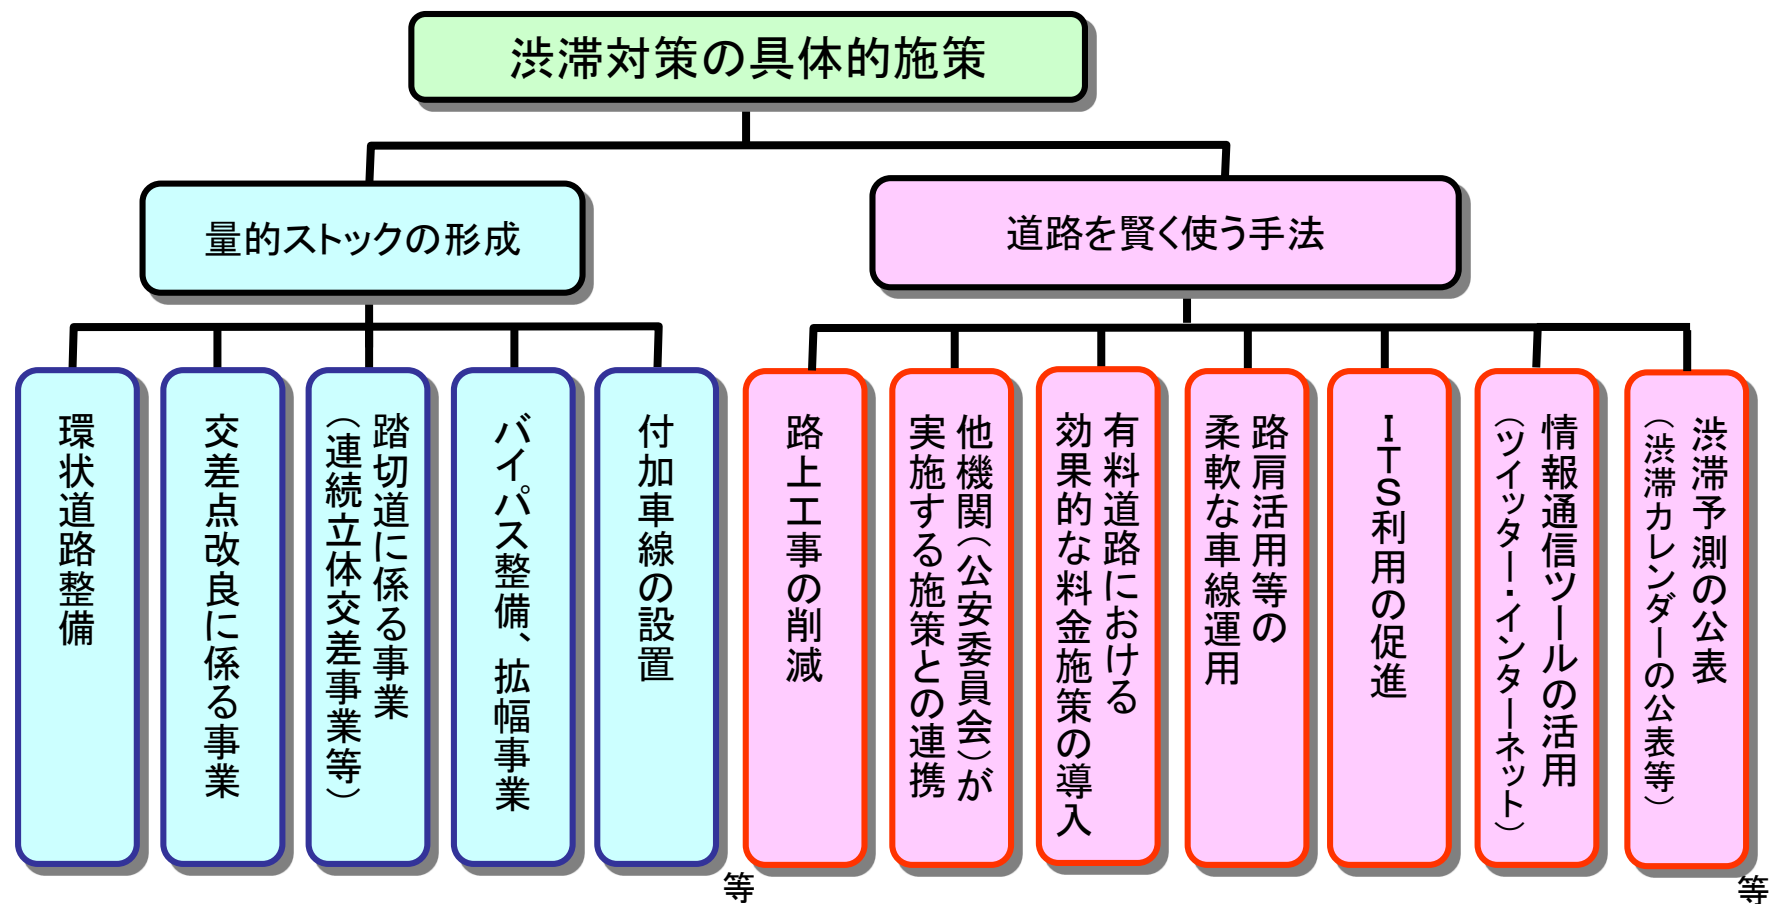 渋滞対策の具体的施策
量的ストックの形成
道路を賢く使う手法
環状道路整備
交差点改良に係る事業
踏切道に係る事業
（連続立体交差事業等）
バイパス整備、拡幅事業
付加車線の設置
等
路上工事の削減
他機関（公安委員会）が
実施する施策との連携
有料道路における
効果的な料金施策の導入
路肩活用等の
柔軟な車線運用
ＩＴＳ利用の促進
情報通信ツールの活用
（ツイッター・インターネット）
渋滞予測の公表
（渋滞カレンダーの公表等）
等